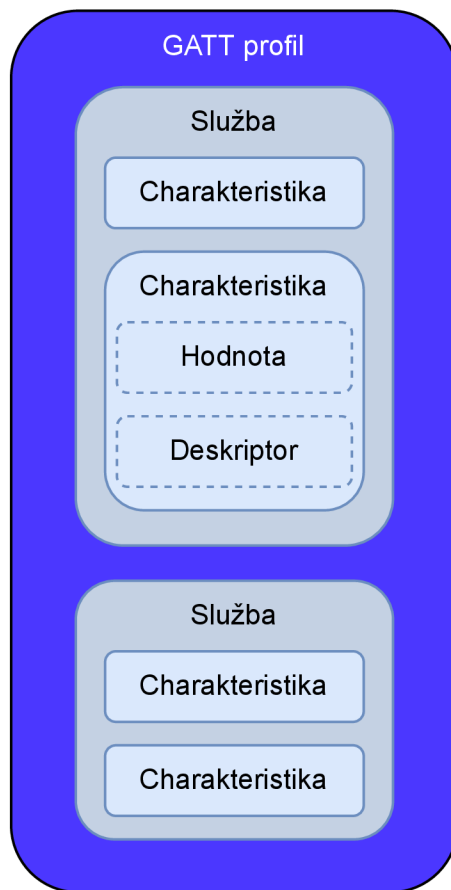 GATT profil
Služba
Charakteristika
Charakteristika
Hodnota
Deskriptor
Služba
Charakteristika
Charakteristika